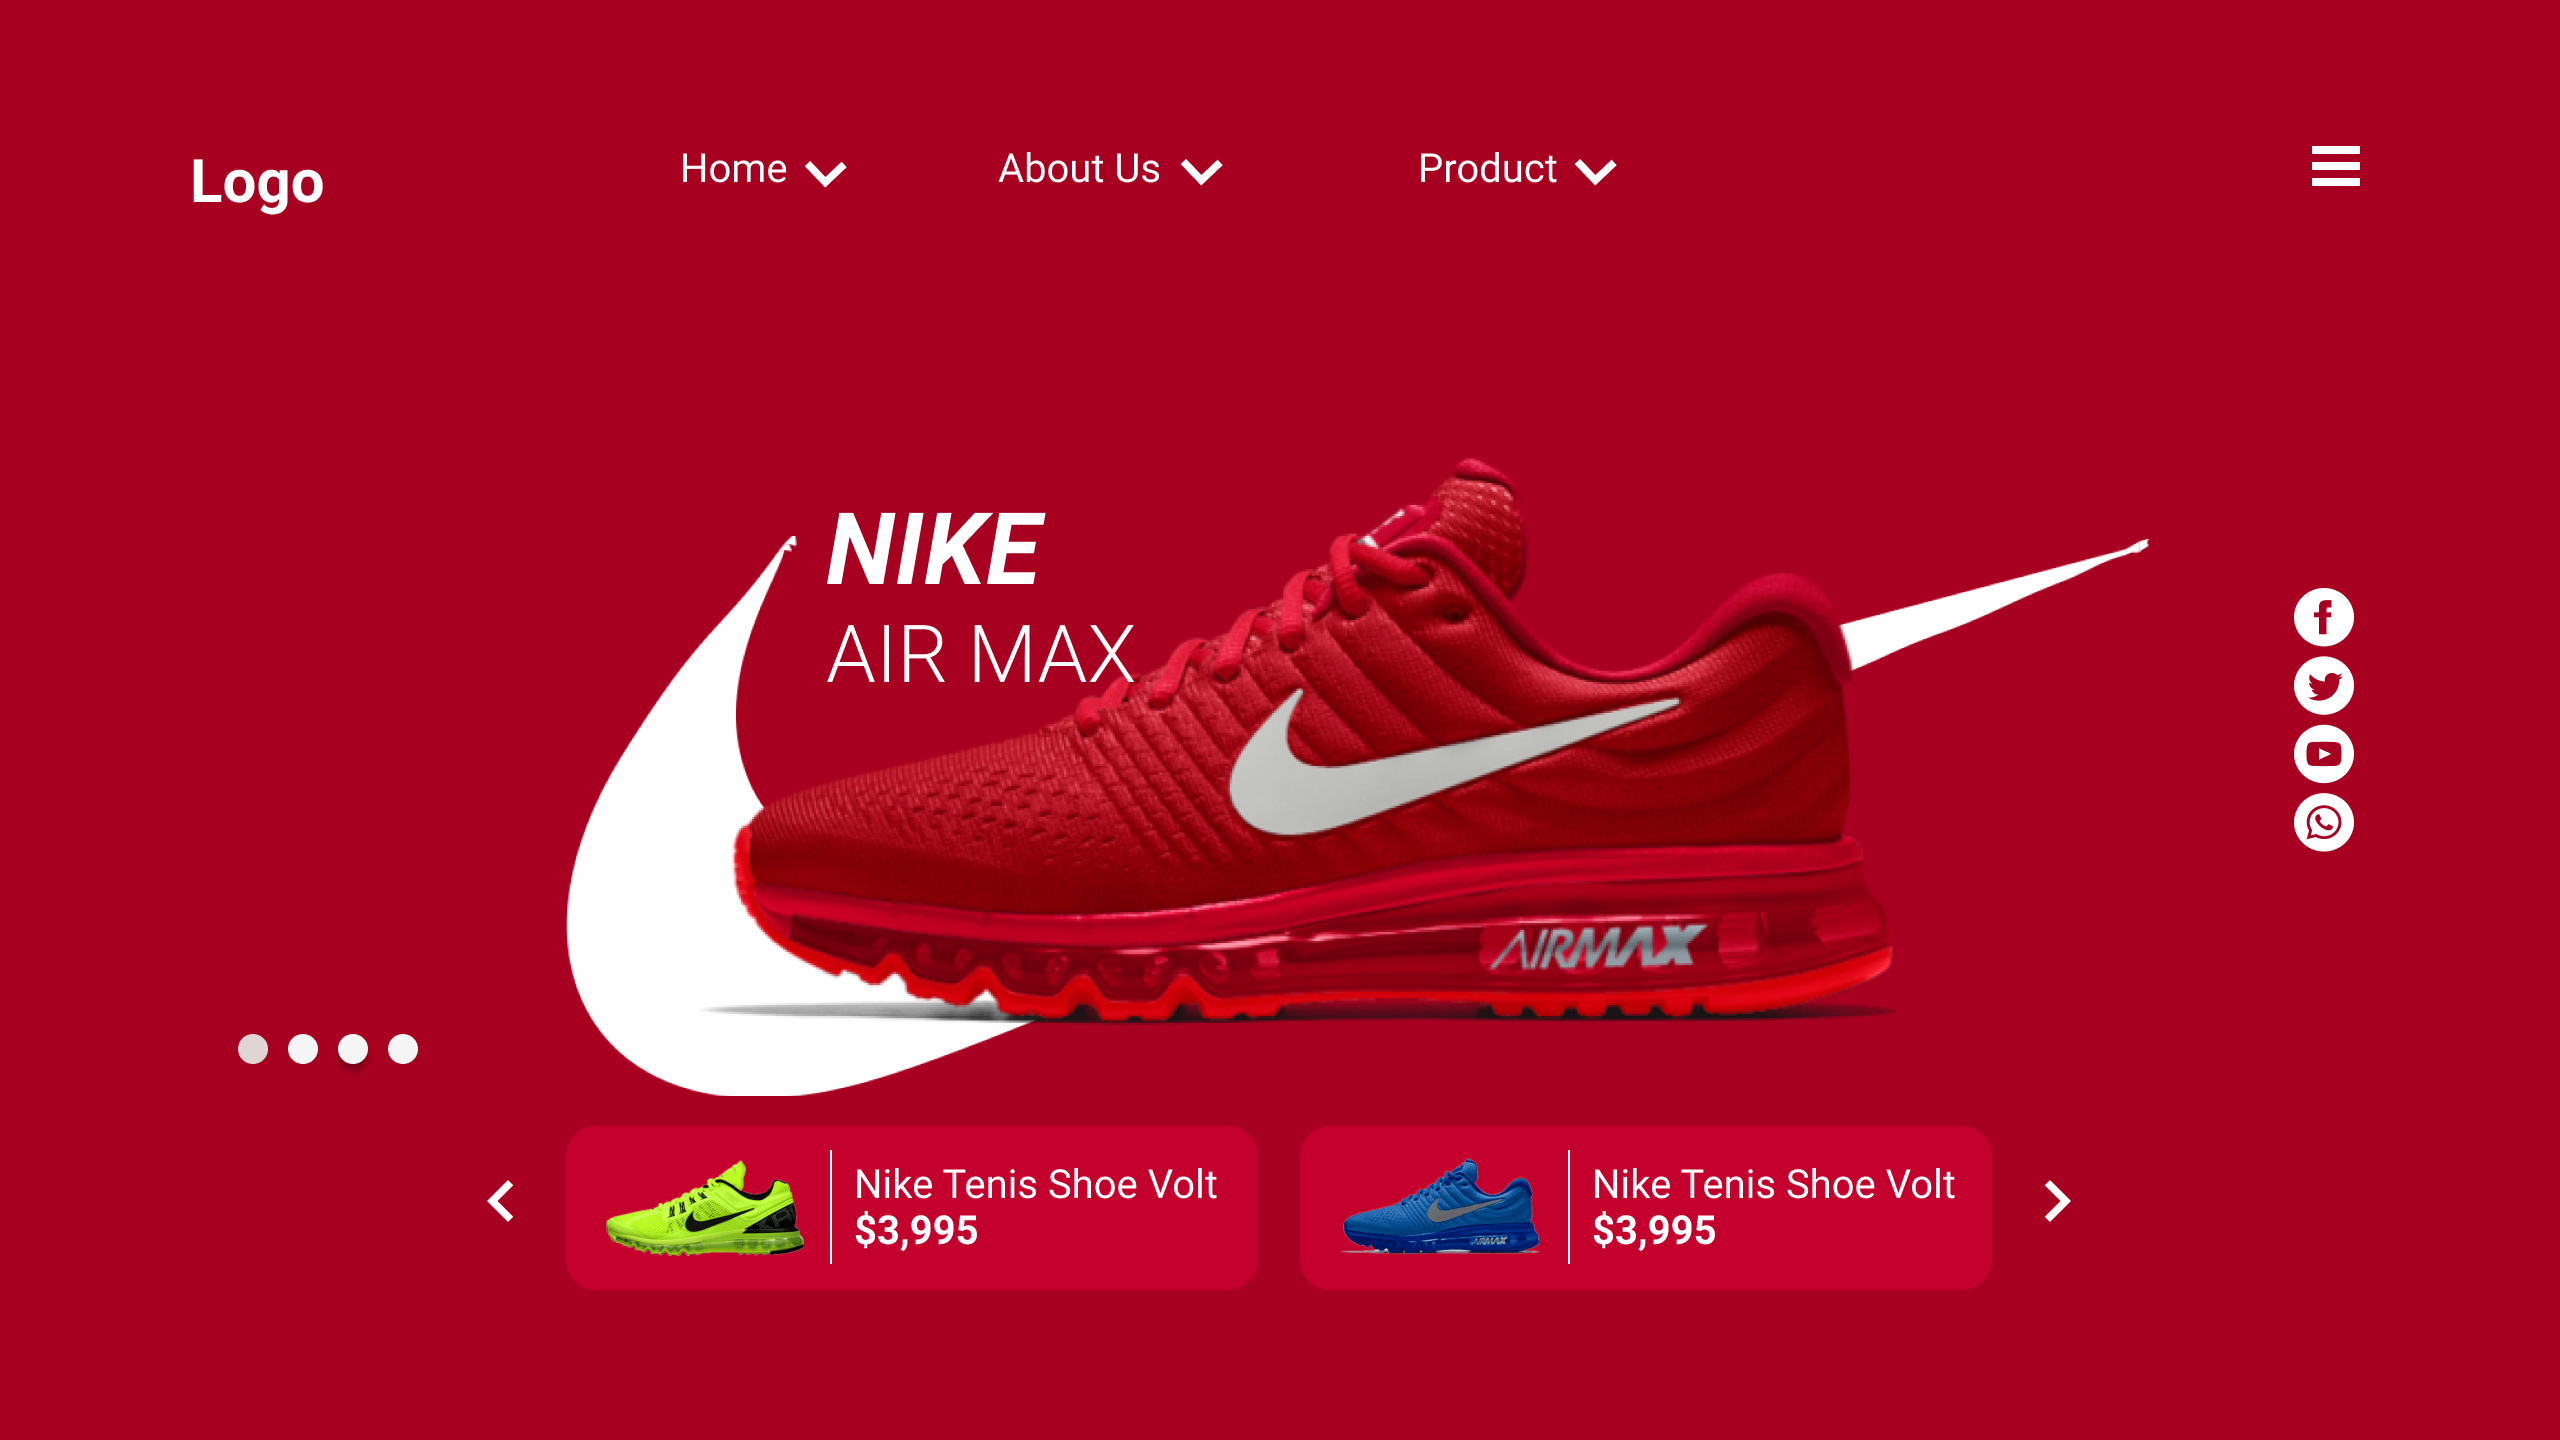 Logo
Home
About Us
Product
NIKE
AIR MAX
AIRMAX
Nike Tenis Shoe Volt
$3,995
AIRMAX
Nike Tenis Shoe Volt
$3,995